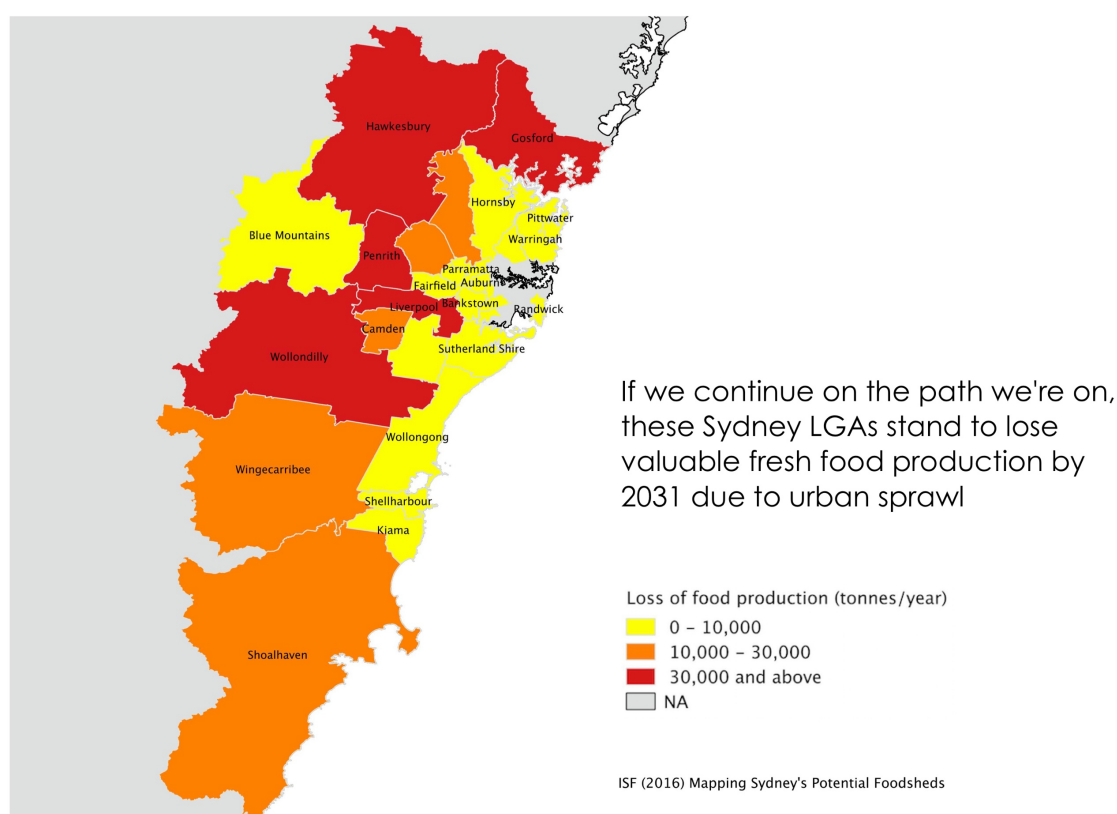 Hawkesbury
Gosford
Hornsby
Pittwater
Blue Mountains
Warringah
Penrith
Parramatta
Fairfield
Auburn
Liverpool
Bankstown
Randwick
Camden
Sutherland Shire
Wollondilly
Wollongong
Wingecarribee
Shellharbour
Kiama
Shoalhaven
If we continue on the path we're on,
these Sydney LGAs stand to lose
valuable fresh food production by
2031 due to urban sprawl
Loss of food production (tonnes/year)
0 - 10,000
10,000 - 30,000
30,000 and above
NA
ISF (2016) Mapping Sydney's Potential Foodsheds